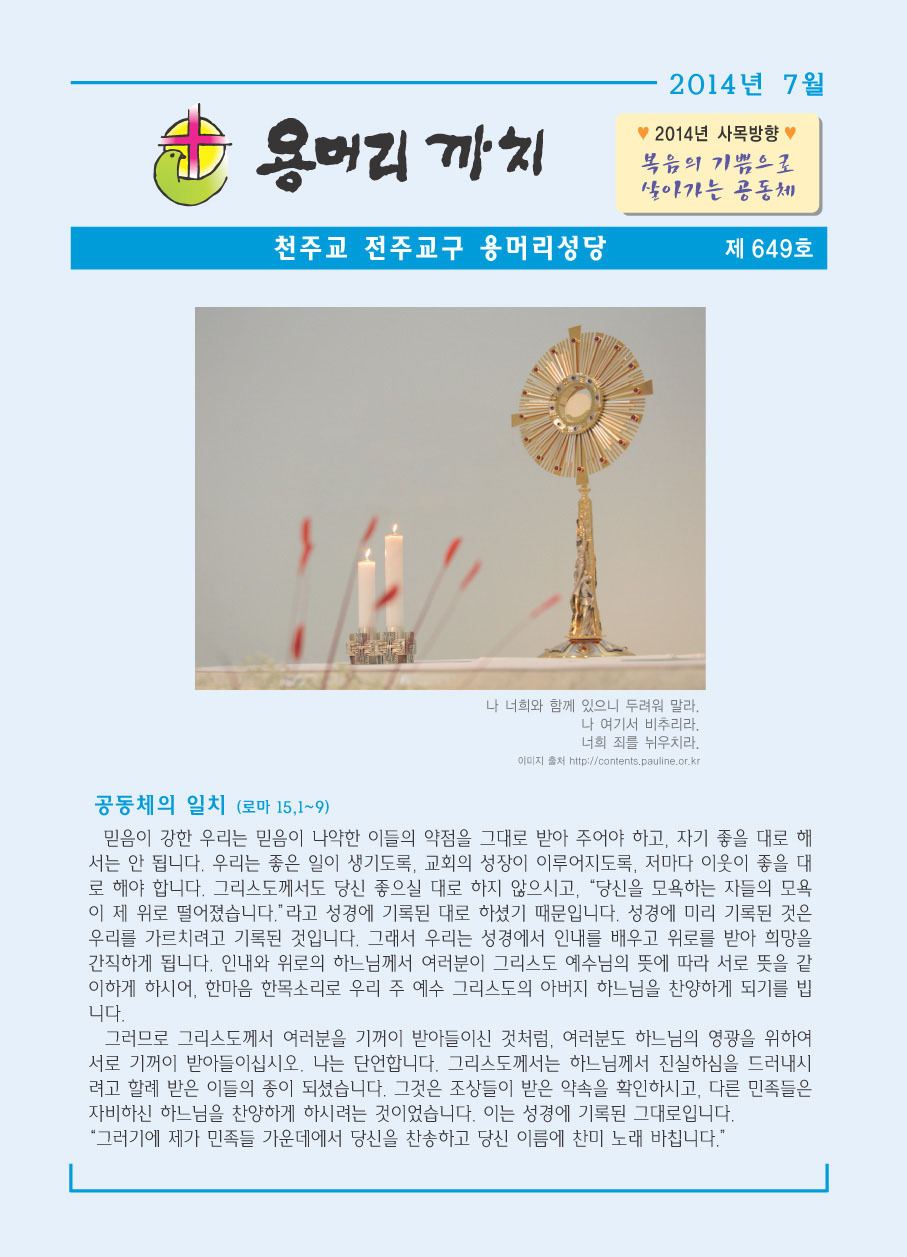 2014년 7월
용머리 까치
♥ 2014년 사목방향 ♥
복음의 기쁨으로
살아가는 공동체
천주교 전주교구 용머리성당
제 649호
나 너희와 함께 있으니 두려워 말라.
나 여기서 비추리라.
너희 죄를 뉘우치라.
이미지 출처 http://contents.pauline.or.kr
공동체의 일치 (로마 15,1~9)
믿음이 강한 우리는 믿음이 나약한 이들의 약점을 그대로 받아 주어야 하고, 자기 좋을 대로 해
서는 안 됩니다. 우리는 좋은 일이 생기도록, 교회의 성장이 이루어지도록, 저마다 이웃이 좋을 대
로 해야 합니다. 그리스도께서도 당신 좋으실 대로 하지 않으시고, “당신을 모욕하는 자들의 모욕
이 제 위로 떨어졌습니다.”라고 성경에 기록된 대로 하셨기 때문입니다. 성경에 미리 기록된 것은
우리를 가르치려고 기록된 것입니다. 그래서 우리는 성경에서 인내를 배우고 위로를 받아 희망을
간직하게 됩니다. 인내와 위로의 하느님께서 여러분이 그리스도 예수님의 뜻에 따라 서로 뜻을 같
이하게 하시어, 한마음 한목소리로 우리 주 예수 그리스도의 아버지 하느님을 찬양하게 되기를 빕
니다.
그러므로 그리스도께서 여러분을 기꺼이 받아들이신 것처럼, 여러분도 하느님의 영광을 위하여
서로 기꺼이 받아들이십시오. 나는 단언합니다. 그리스도께서는 하느님께서 진실하심을 드러내시
려고 할례 받은 이들의 종이 되셨습니다. 그것은 조상들이 받은 약속을 확인하시고, 다른 민족들은
자비하신 하느님을 찬양하게 하시려는 것이었습니다. 이는 성경에 기록된 그대로입니다.
“그러기에 제가 민족들 가운데에서 당신을 찬송하고 당신 이름에 찬미 노래 바칩니다.”